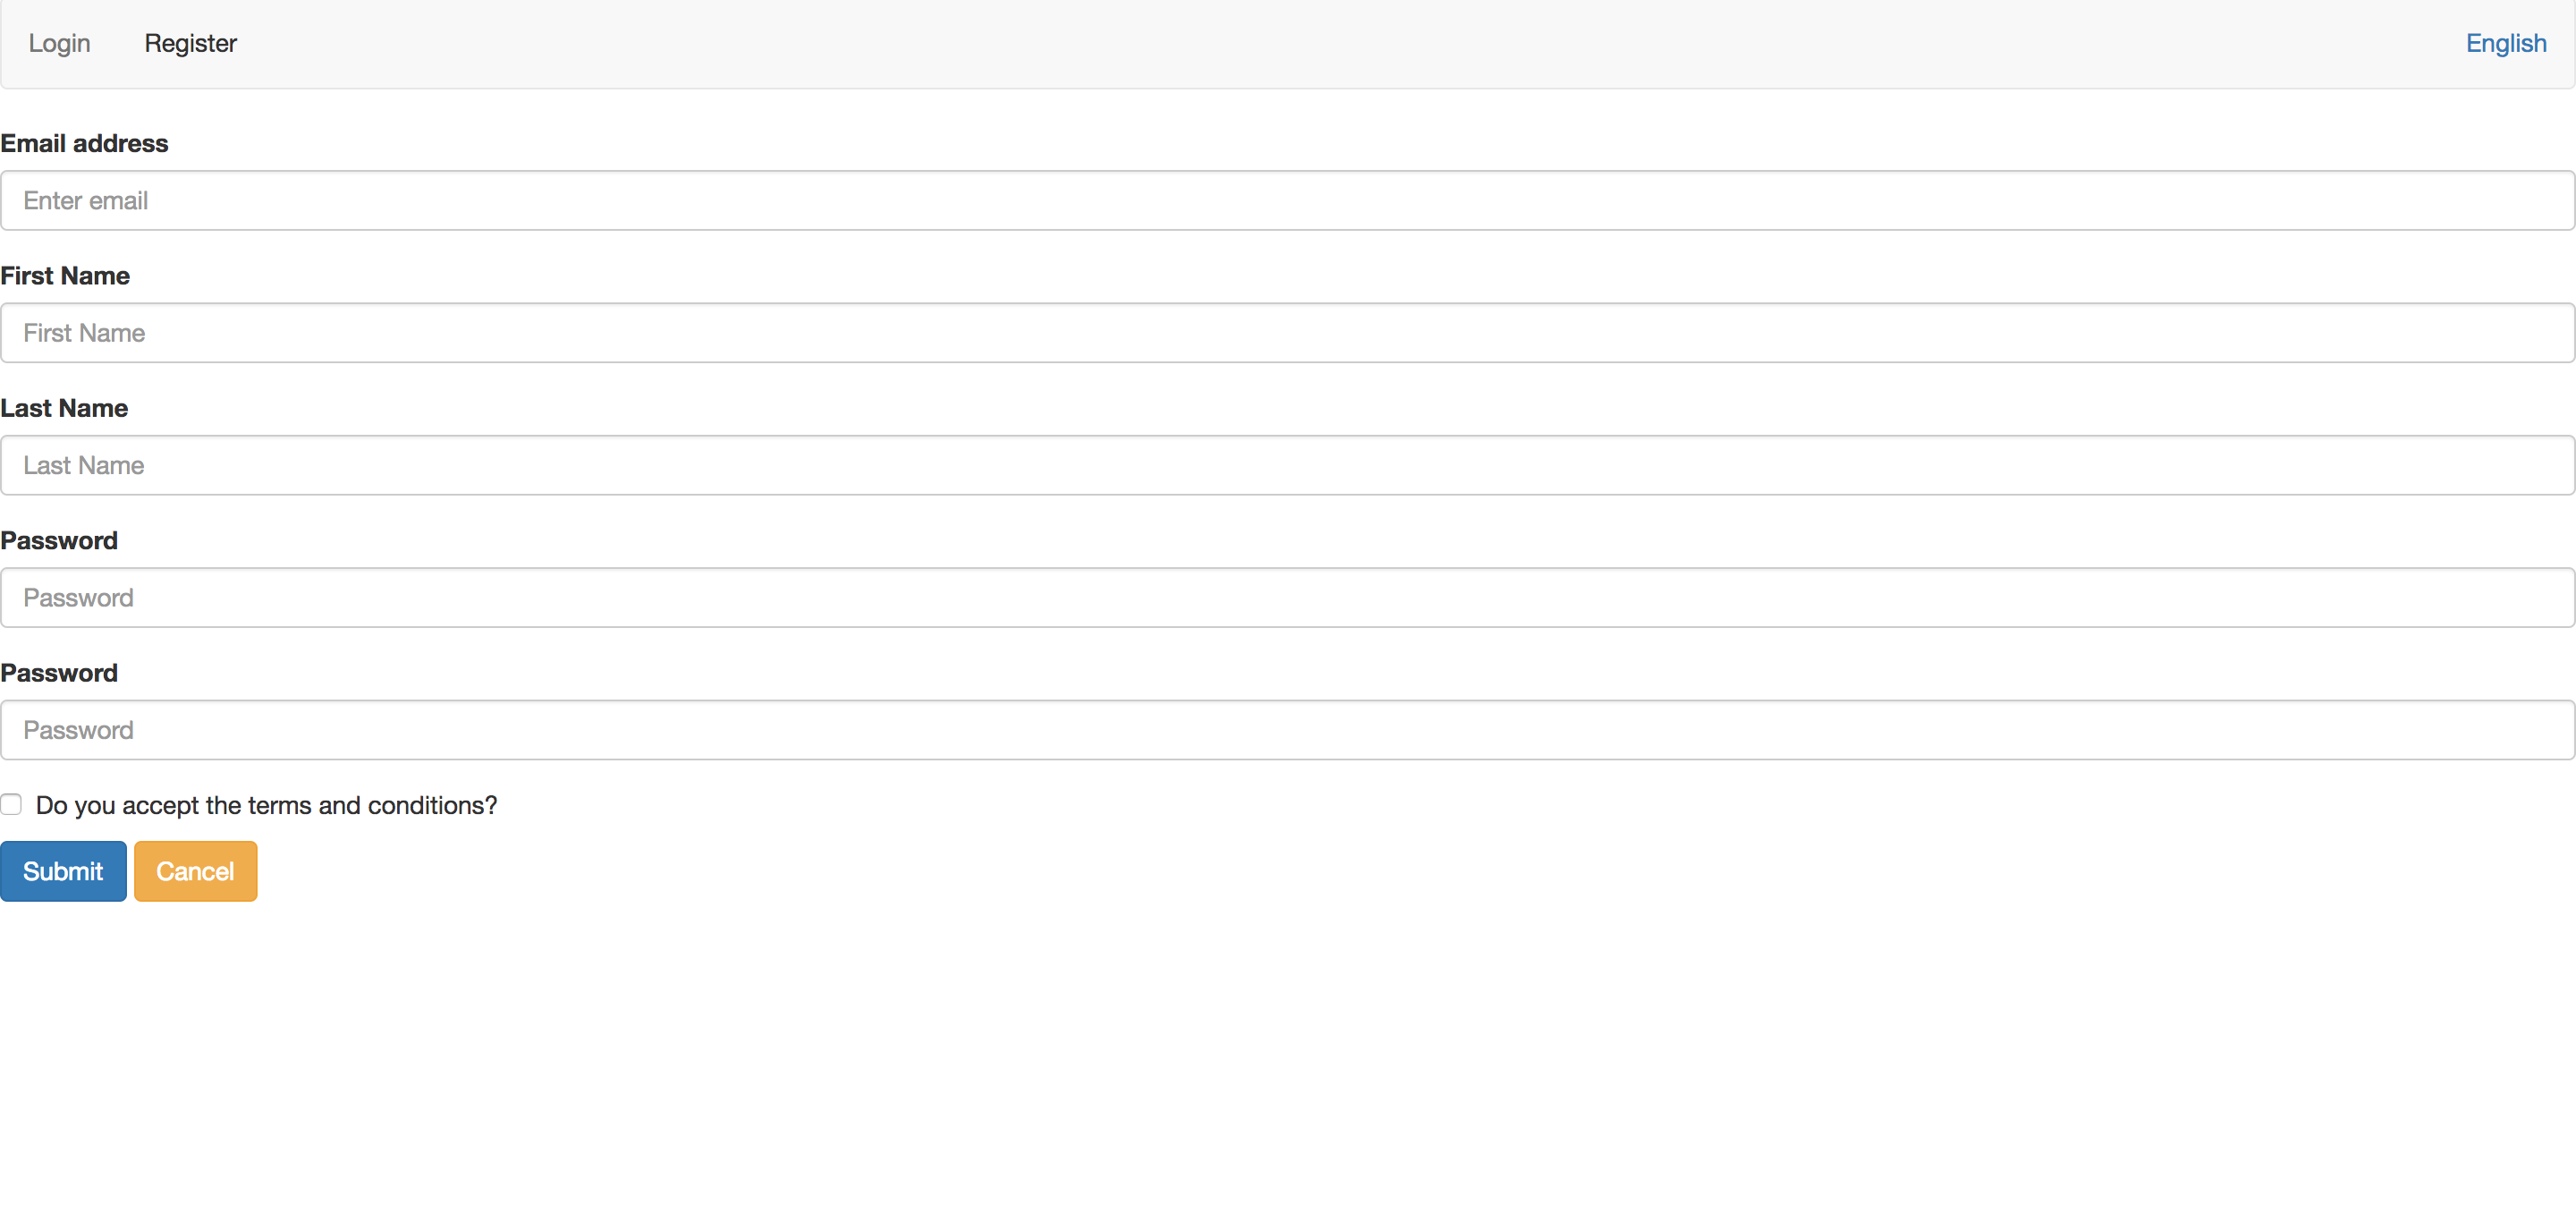 Login Register English
Email address
Enter email
First Name
First Name
Last Name
Last Name
Password
Password
Password
Password
Do you accept the terms and conditions?
Submit Cancel